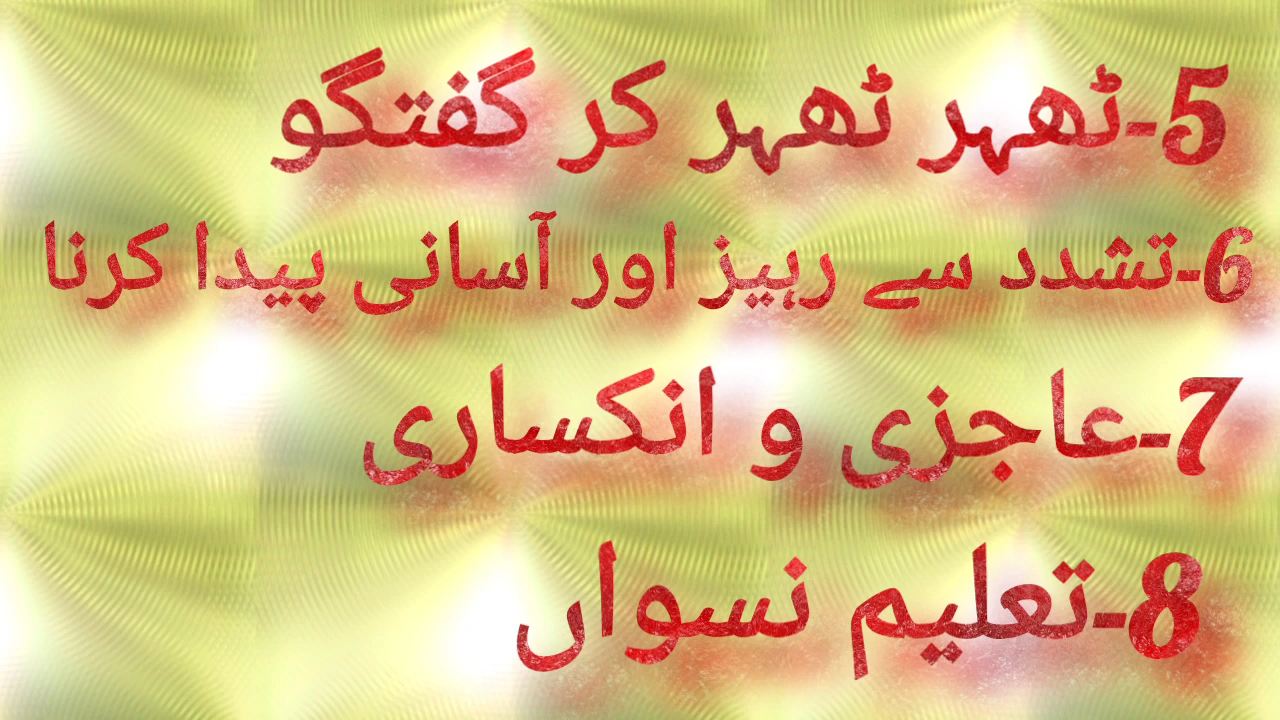 5-ٹھہر ٹھہر کر گفتگو
6-تشدد سے رہیز اور آسانی پیدا کرنا
7-عاجزی و انکساری
8-تعلیم نسواں